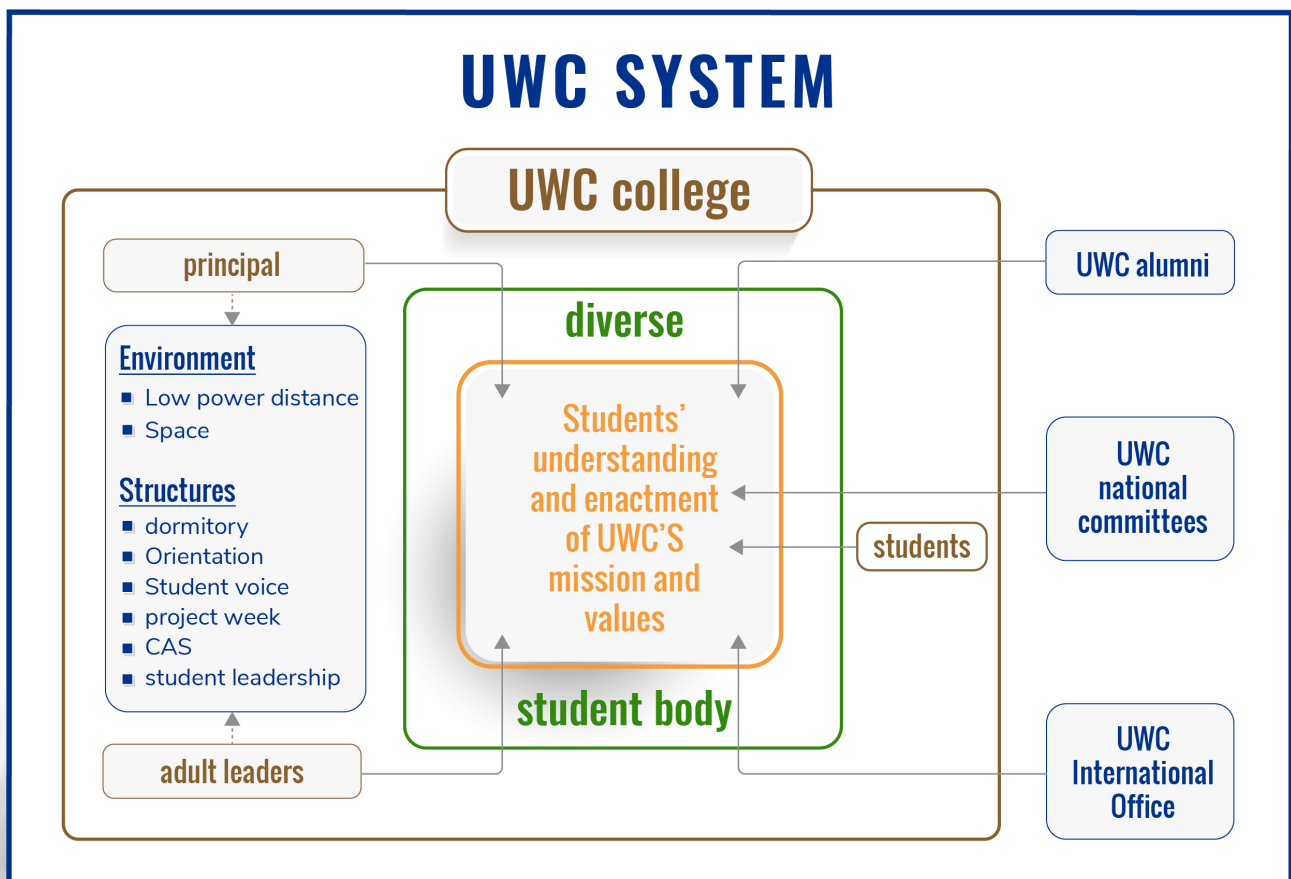 UWC SYSTEM
UWC college
principal
Environment
Low power distance
Space
Structures
dormitory
Orientation
Student voice
project week
CAS
student leadership
adult leaders
diverse
Students’
understanding
and enactment
of UWC’S
mission and
values
student body
students
UWC alumni
UWC
national
committees
UWC
International
Office